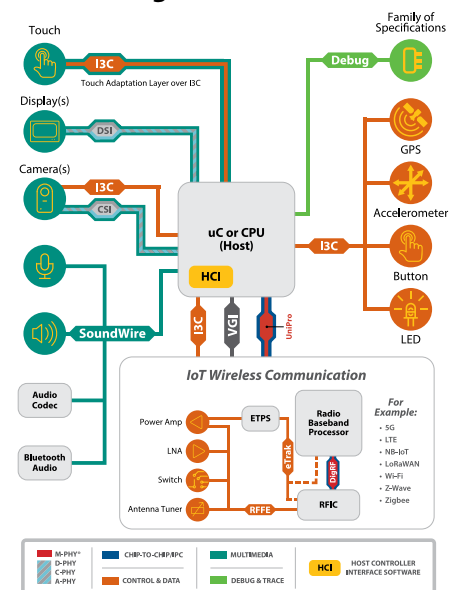 Touch
I3C
Touch Adaptation Layer over I3C
Family of
Specifications
Debug
Display(s)
DSI
GPS
Camera(s)
I3C
CSI
uC or CPU
(Host)
HCI
Accelerometer
I3C
Button
SoundWire
LED
I3C
VGI
UniPro
Audio
Codec
Bluetooth
Audio
IoT Wireless Communication
Power Amp
ETPS
Radio
Baseband
Processor
LNA
eTrak
DigRF
Switch
Antenna Tuner
RFFE
RFIC
For
Example:
• 5G
• LTE
• NB-IoT
• LoRaWAN
• Wi-Fi
• Z-Wave
• Zigbee
M-PHY®
D-PHY
C-PHY
A-PHY
CHIP-TO-CHIP/IPC
CONTROL & DATA
MULTIMEDIA
DEBUG & TRACE
HCI
HOST CONTROLLER
INTERFACE SOFTWARE